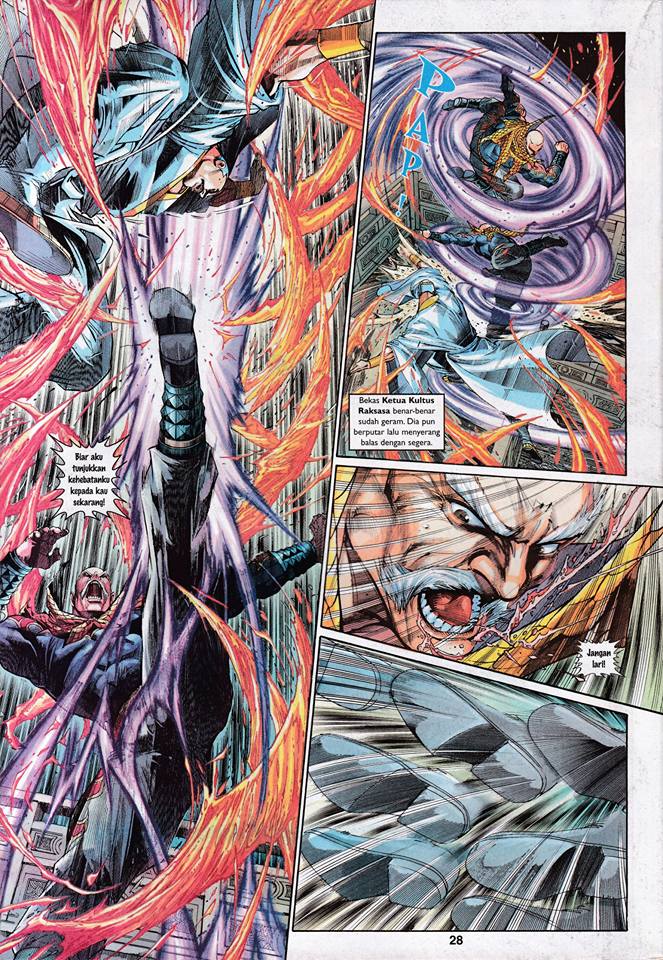 Biar aku
tunjukkan
kehebatanku
kepada kau
sekarang!
PAP!
Bekas Ketua Kultus
Raksasa benar-benar
sudah geram. Dia pun
berputar lalu menyerang
balas dengan segera.
Jangan
lari!
28